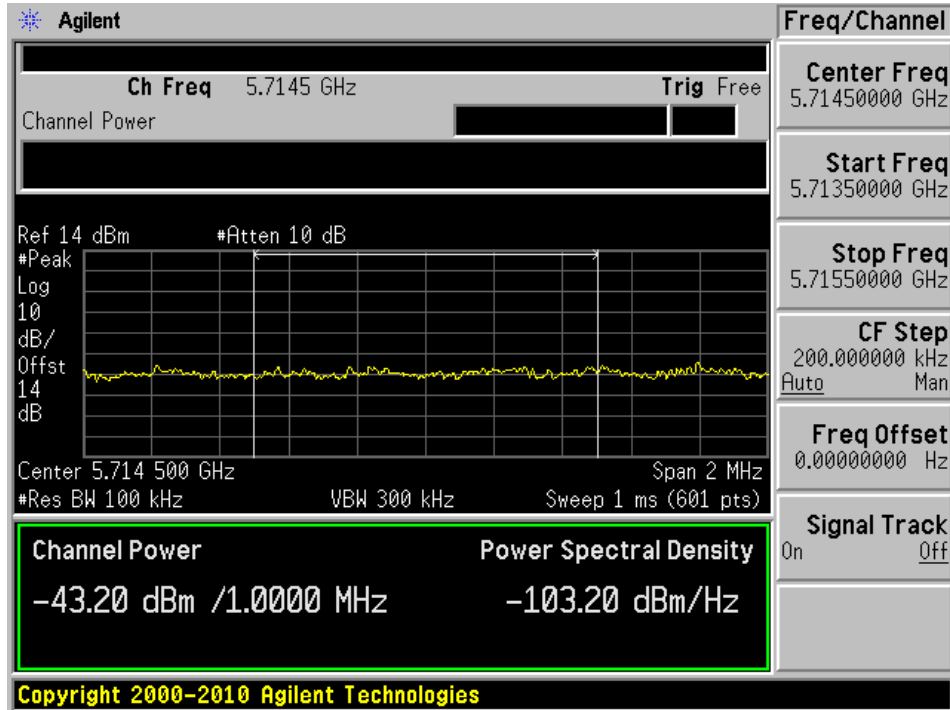 Agilent
Ch Freq 5.7145 GHz Trig Free
Channel Power
Ref 14 dBm #Atten 10 dB
#Peak
Log
10
dB/
Offst
14
dB
Center 5.714 500 GHz Span 2 MHz
#Res BW 100 kHz VBW 300 kHz Sweep 1 ms (601 pts)
Channel Power Power Spectral Density
-43.20 dBm /1.0000 MHz -103.20 dBm/Hz
Copyright 2000-2010 Agilent Technologies
Freq/Channel
Center Freq
5.71450000 GHz
Start Freq
5.71350000 GHz
Stop Freq
5.71550000 GHz
CF Step
200.000000 kHz
Auto Man
Freq Offset
0.00000000 Hz
Signal Track
On Off